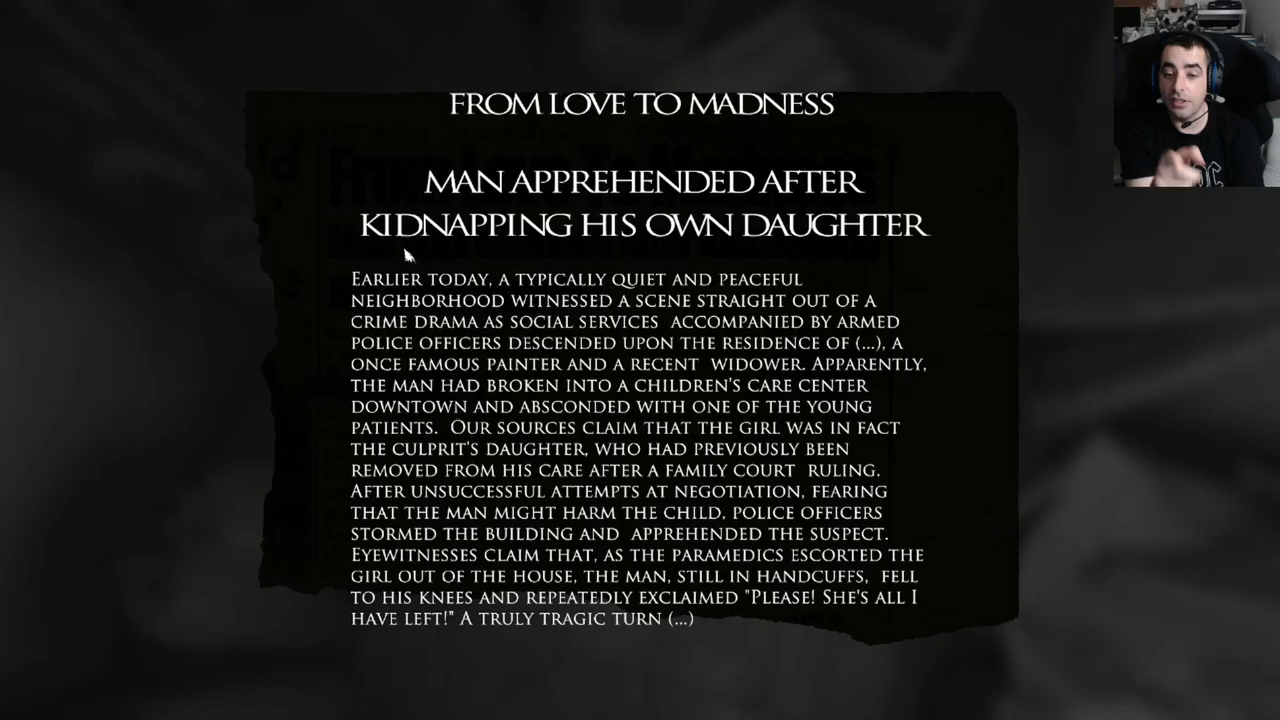 FROM LOVE TO MADNESS
MAN APPREHENDED AFTER
KIDNAPPING HIS OWN DAUGHTER
EARLIER TODAY, A TYPICALLY QUIET AND PEACEFUL
NEIGHBORHOOD WITNESSED A SCENE STRAIGHT OUT OF A
CRIME DRAMA AS SOCIAL SERVICES ACCOMPANIED BY ARMED
POLICE OFFICERS DESCENDED UPON THE RESIDENCE OF (...), A
ONCE FAMOUS PAINTER AND A RECENT WIDOWER. APPARENTLY,
THE MAN HAD BROKEN INTO A CHILDREN'S CARE CENTER
DOWNTOWN AND ABSCONDED WITH ONE OF THE YOUNG
PATIENTS. OUR SOURCES CLAIM THAT THE GIRL WAS IN FACT
THE CULPRIT'S DAUGHTER, WHO HAD PREVIOUSLY BEEN
REMOVED FROM HIS CARE AFTER A FAMILY COURT RULING.
AFTER UNSUCCESSFUL ATTEMPTS AT NEGOTIATION, FEARING
THAT THE MAN MIGHT HARM THE CHILD, POLICE OFFICERS
STORMED THE BUILDING AND APPREHENDED THE SUSPECT.
EYEWITNESSES CLAIM THAT, AS THE PARAMEDICS ESCORTED THE
GIRL OUT OF THE HOUSE, THE MAN, STILL IN HANDCUFFS, FELL
TO HIS KNEES AND REPEATEDLY EXCLAIMED "PLEASE! SHE'S ALL I
HAVE LEFT!" A TRULY TRAGIC TURN (...)